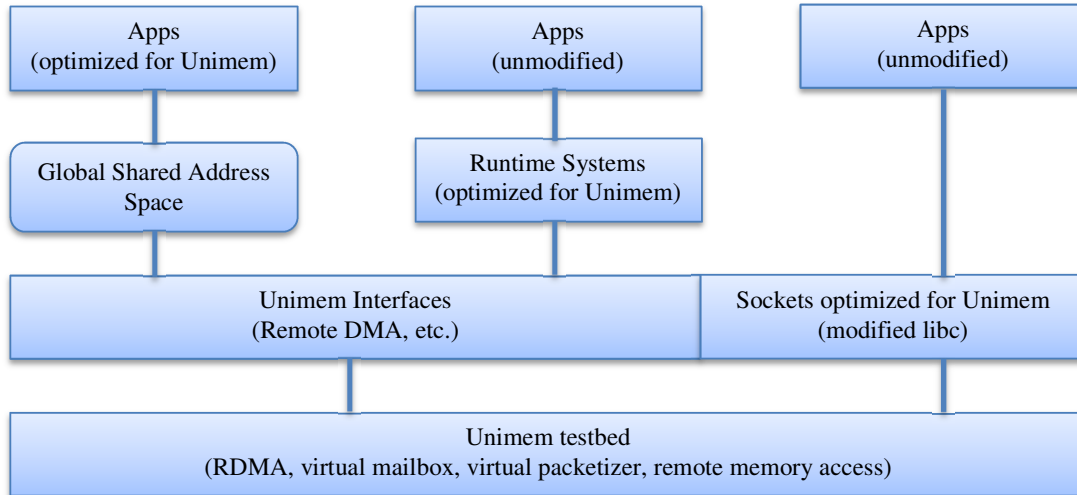 Apps
(optimized for Unimem)
Apps
(unmodified)
Apps
(unmodified)
Global Shared Address
Space
Runtime Systems
(optimized for Unimem)
Unimem Interfaces
(Remote DMA, etc.)
Sockets optimized for Unimem
(modified libc)
Unimem testbed
(RDMA, virtual mailbox, virtual packetizer, remote memory access)